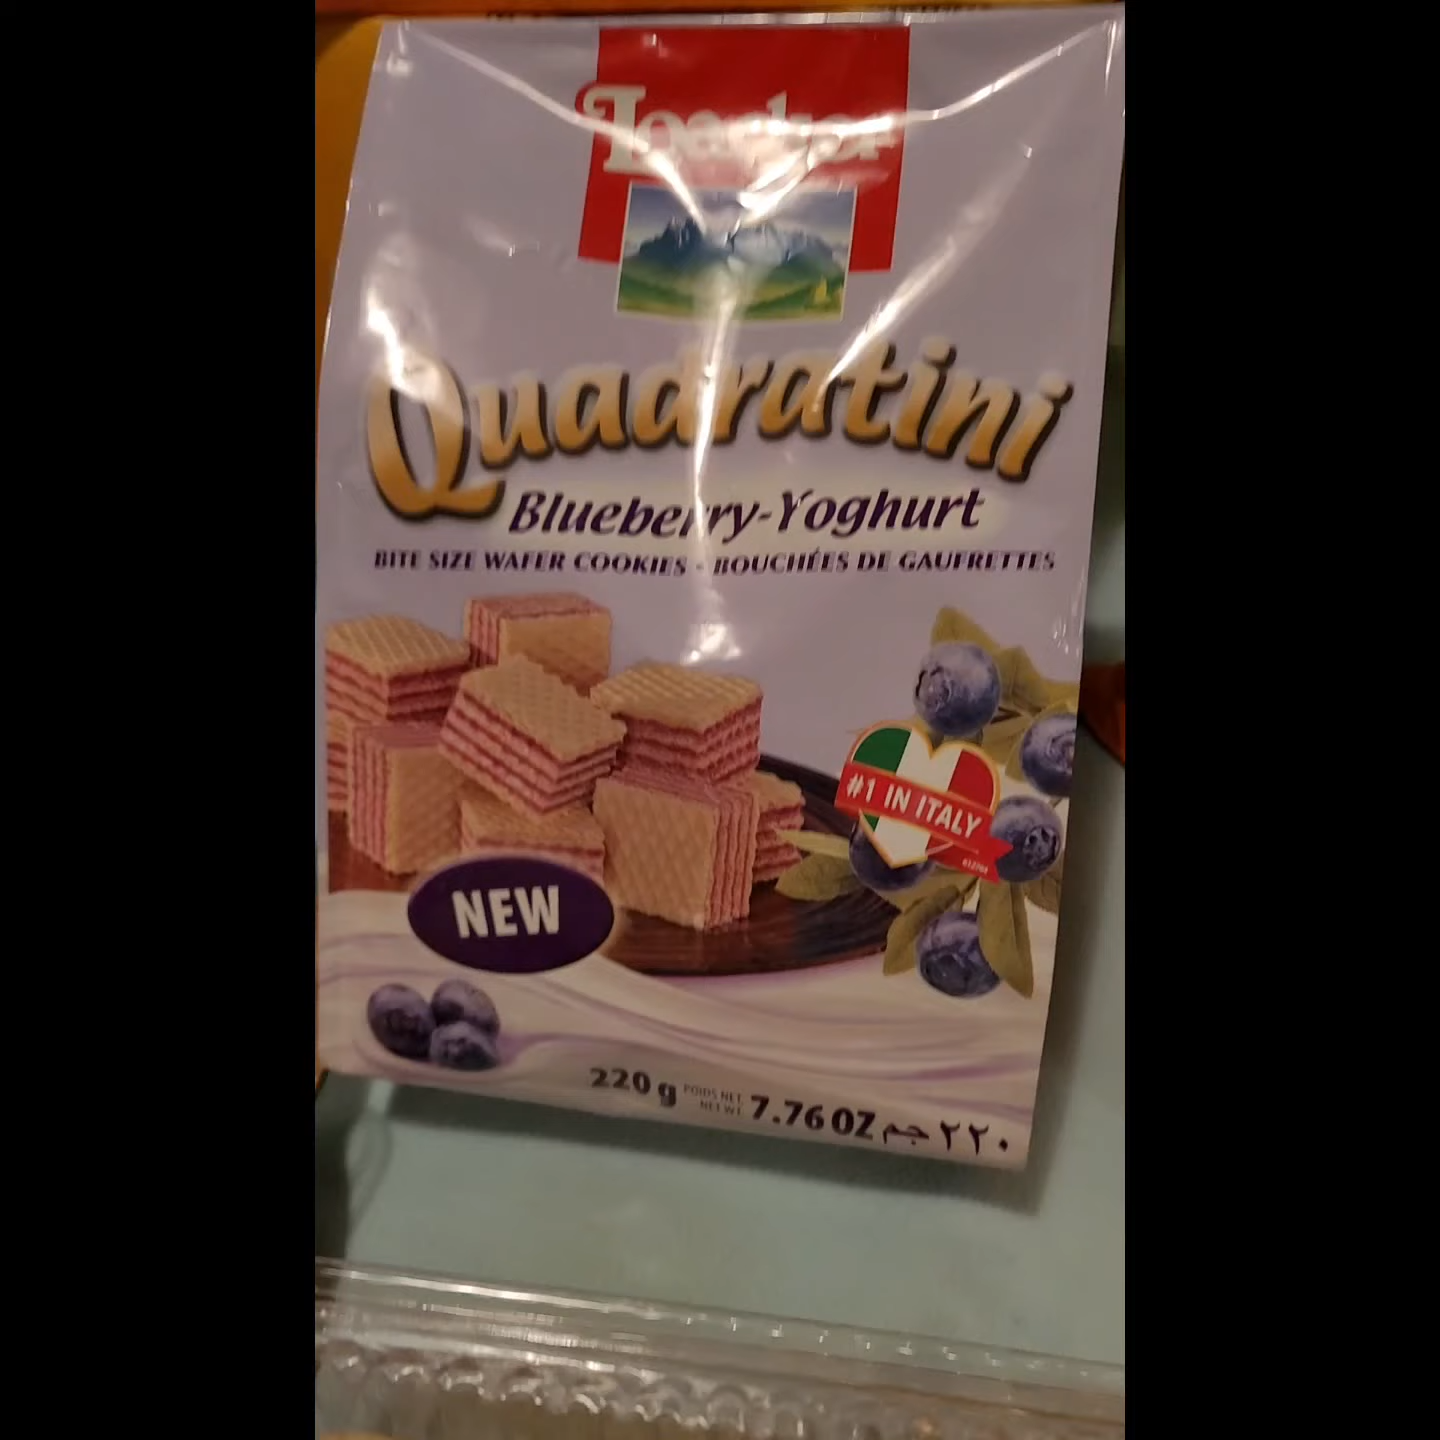 Loacker
Quadratini
Blueberry-Yoghurt
BITE SIZE WAFER COOKIES - BOUCHÉES DE GAUFRETTES
#1 IN ITALY
NEW
220 g POIDS NET NET WT 7.76 OZ ٢٢٠ جم